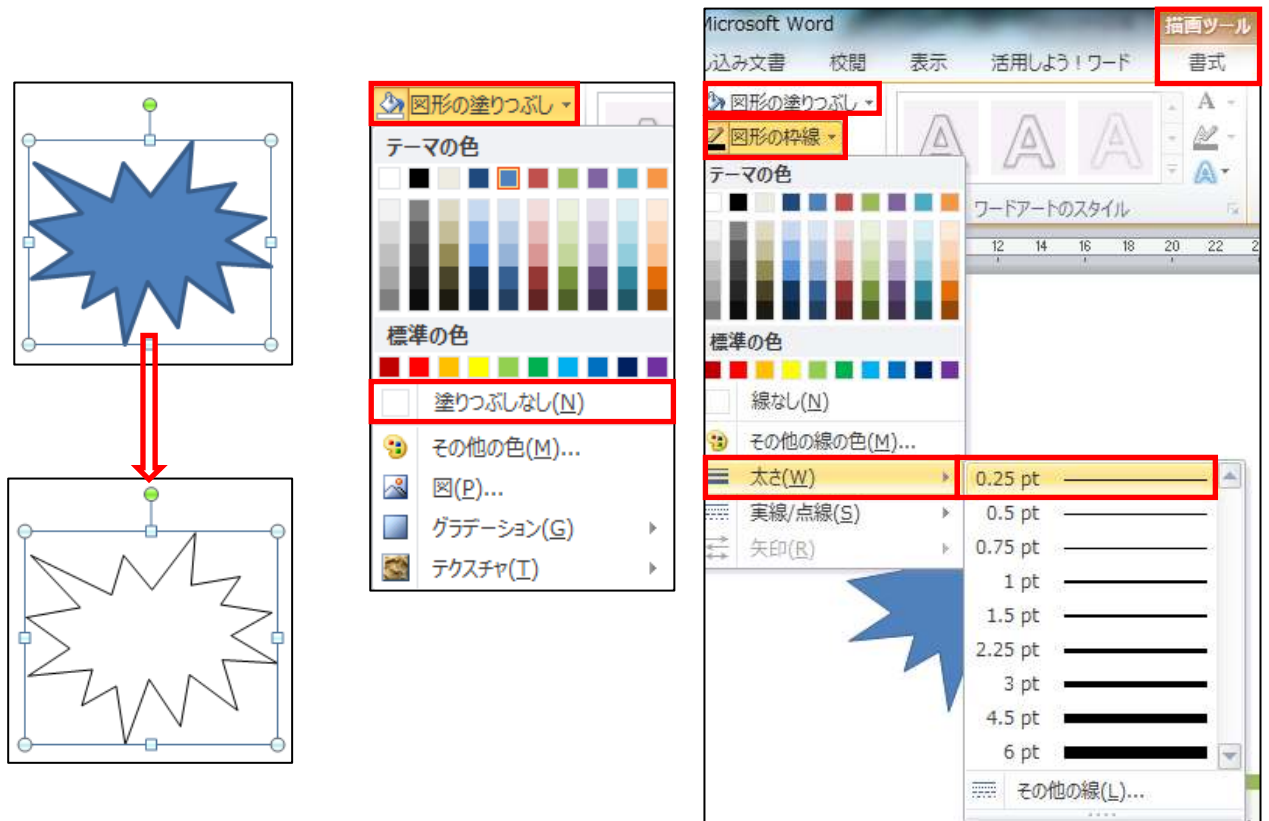 図形の塗りつぶし
テーマの色
標準の色
塗りつぶしなし(N)
その他の色(M)...
図(P)...
グラデーション(G)
テクスチャ(T)
Microsoft Word
描画ツール
し込み文書 校閲 表示 活用しよう!ワード 書式
図形の塗りつぶし
図形の枠線
A A A A
A
ワードアートのスタイル
12 14 16 18 20 22 2
テーマの色
標準の色
線なし(N)
その他の線の色(M)...
太さ(W)
実線/点線(S)
矢印(R)
0.25 pt
0.5 pt
0.75 pt
1 pt
1.5 pt
2.25 pt
3 pt
4.5 pt
6 pt
その他の線(L)...